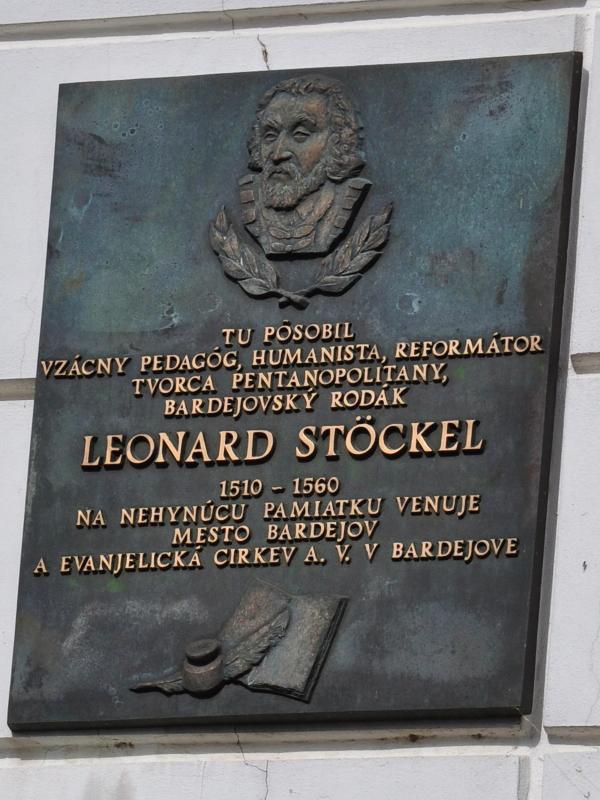 TU PÔSOBIL
VZÁCNY PEDAGÓG, HUMANISTA, REFORMÁTOR
TVORCA PENTANOPOLITANY,
BARDEJOVSKÝ RODÁK
LEONARD STÖCKEL
1510 – 1560
NA NEHYNÚCU PAMIATKU VENUJE
MESTO BARDEJOV
A EVANJELICKÁ CIRKEV A. V. V BARDEJOVE